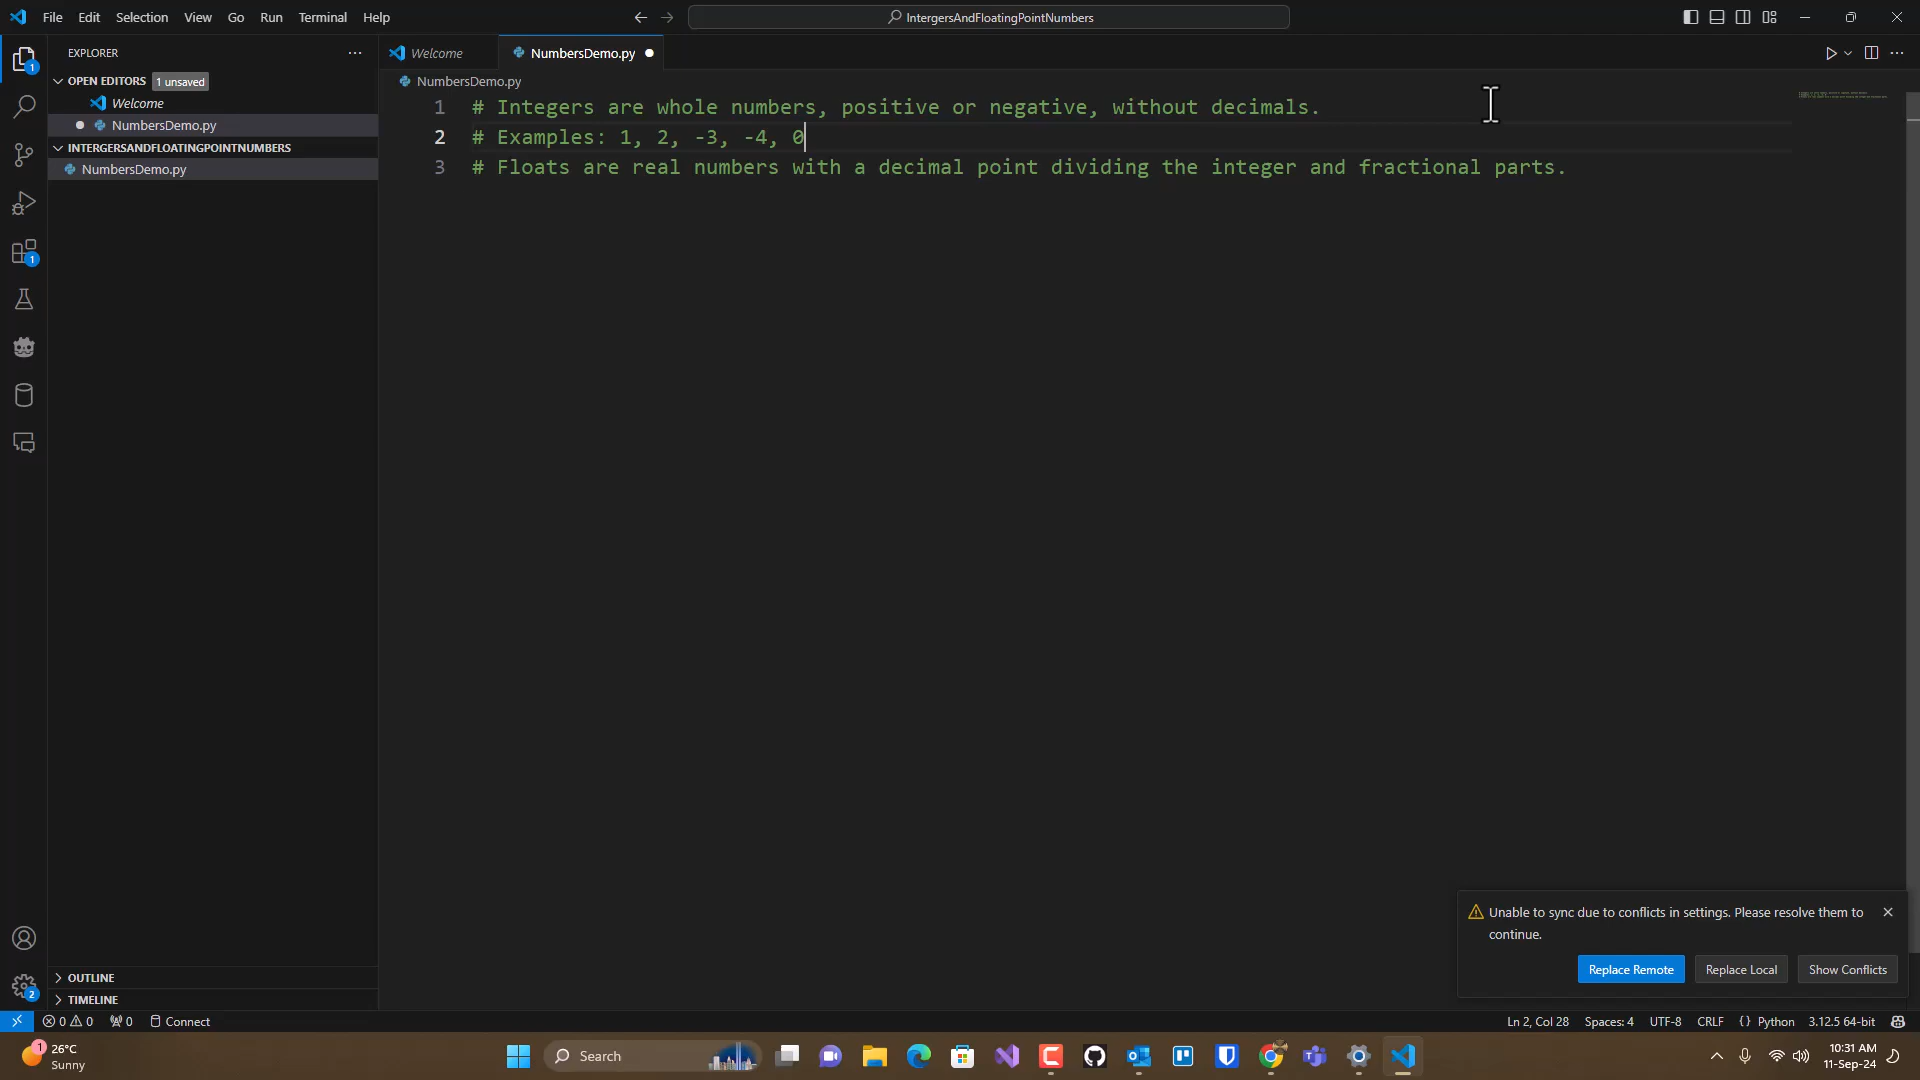 File Edit Selection View Go Run Terminal Help
IntergersAndFloatingPointNumbers
EXPLORER
Welcome
NumbersDemo.py
OPEN EDITORS 1 unsaved
NumbersDemo.py
Welcome
NumbersDemo.py
INTERGERSANDFLOATINGPOINTNUMBERS
NumbersDemo.py
1 # Integers are whole numbers, positive or negative, without decimals.
2 # Examples: 1, 2, -3, -4, 0
3 # Floats are real numbers with a decimal point dividing the integer and fractional parts.
1
1
2
Unable to sync due to conflicts in settings. Please resolve them to
continue.
Replace Remote Replace Local Show Conflicts
OUTLINE
TIMELINE
0 0 0 Connect
Ln 2, Col 28 Spaces: 4 UTF-8 CRLF {} Python 3.12.5 64-bit
1
26°C
Sunny
Search
10:31 AM
11-Sep-24